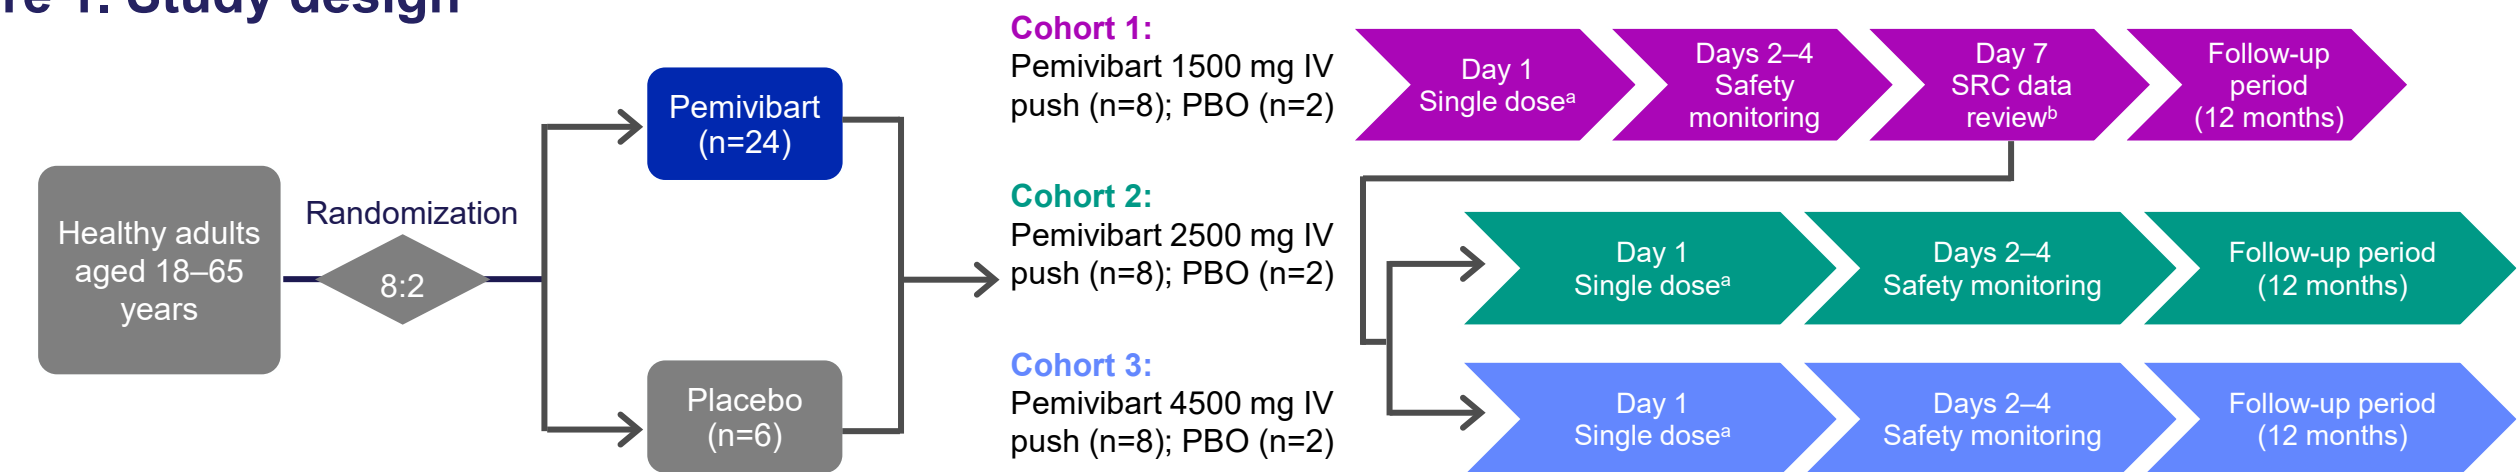 re 1. Study design
Healthy adults
aged 18–65
years
Randomization
8:2
Pemivibart
(n=24)
Placebo
(n=6)
Cohort 1:
Pemivibart 1500 mg IV
push (n=8); PBO (n=2)
Day 1
Single doseᵃ
Days 2–4
Safety
monitoring
Day 7
SRC data
reviewᵇ
Follow-up
period
(12 months)
Cohort 2:
Pemivibart 2500 mg IV
push (n=8); PBO (n=2)
Day 1
Single doseᵃ
Days 2–4
Safety monitoring
Follow-up period
(12 months)
Cohort 3:
Pemivibart 4500 mg IV
push (n=8); PBO (n=2)
Day 1
Single doseᵃ
Days 2–4
Safety monitoring
Follow-up period
(12 months)